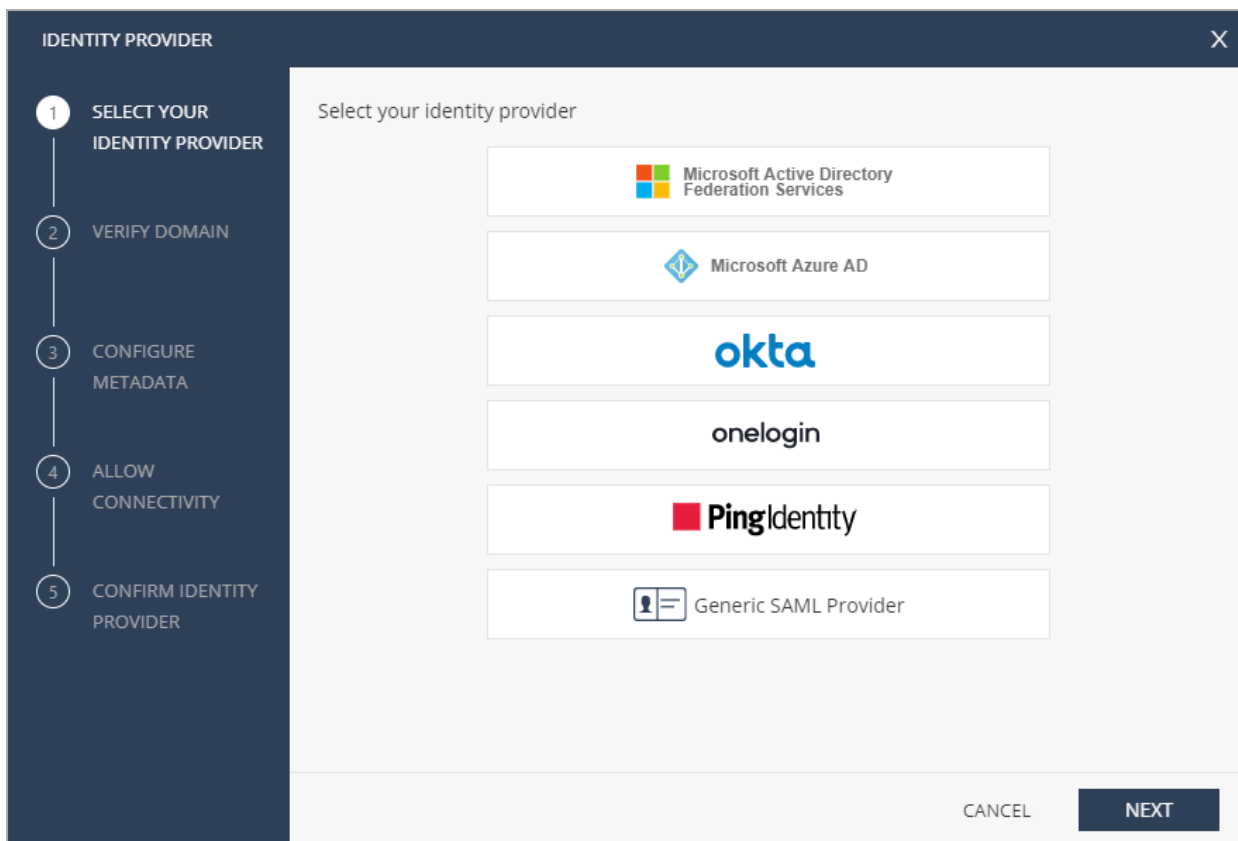 IDENTITY PROVIDER
X
1
SELECT YOUR
IDENTITY PROVIDER
2
VERIFY DOMAIN
3
CONFIGURE
METADATA
4
ALLOW
CONNECTIVITY
5
CONFIRM IDENTITY
PROVIDER
Select your identity provider
Microsoft Active Directory
Federation Services
Microsoft Azure AD
okta
onelogin
PingIdentity
Generic SAML Provider
CANCEL
NEXT